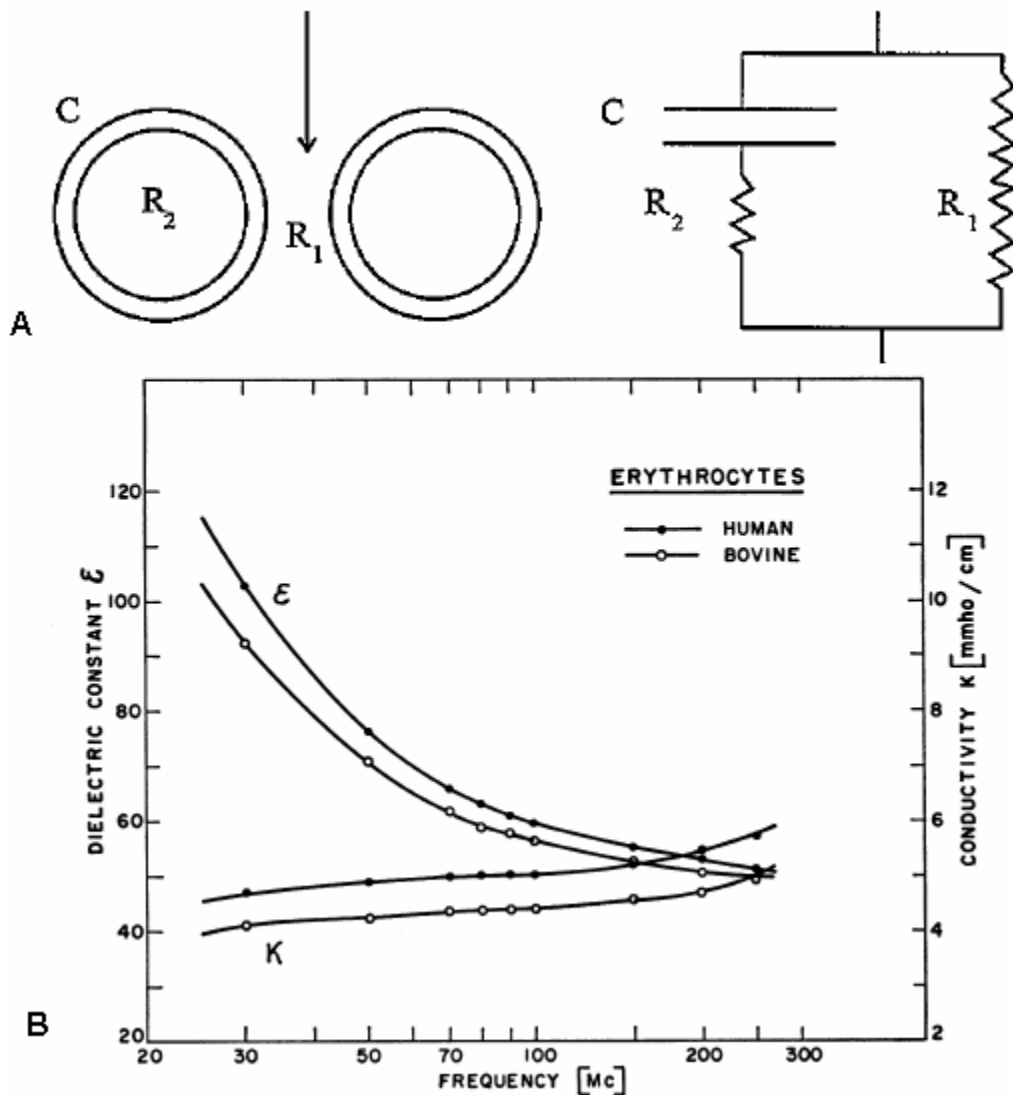 C
R2
R1
A
C
R2
R1
ERYTHROCYTES
HUMAN
BOVINE
DIELECTRIC CONSTANT ε
120
100
80
60
40
20
ε
K
12
10
8
6
4
2
CONDUCTIVITY K [mmho/cm]
B
20
30
50
70
100
200
300
FREQUENCY [Mc]